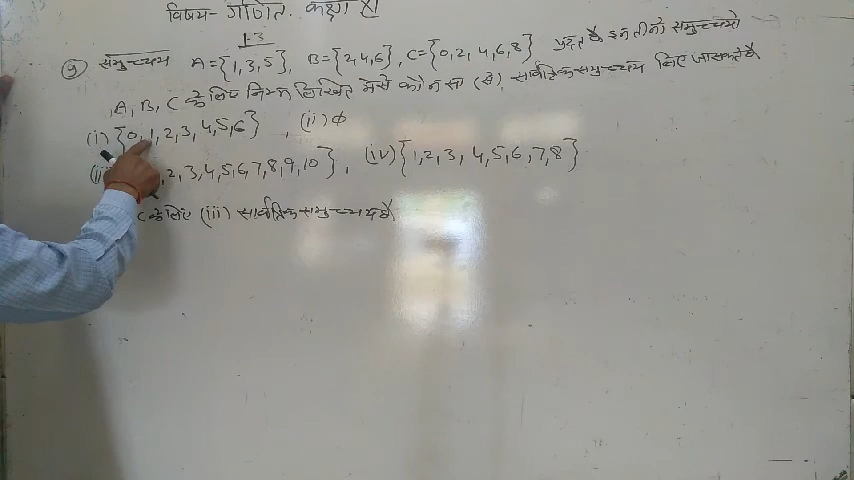 विषय- गणित. कक्षा XI
1.3
9) समुच्चय A={1,3,5}, B={2,4,6}, C={0,2,4,6,8} प्रदत्त है इन तीनो समुच्चयो
A, B, C के लिए निम्न लिखित मेसे कौन सा (से) सार्वत्रिक समुच्चय लिए जा सकते है
(i) {0,1,2,3,4,5,6}, (ii) ϕ
,2,3,4,5,6,7,8,9,10}, (iv) {1,2,3,4,5,6,7,8}
C के लिए (iii) सार्वत्रिक समुच्चय है